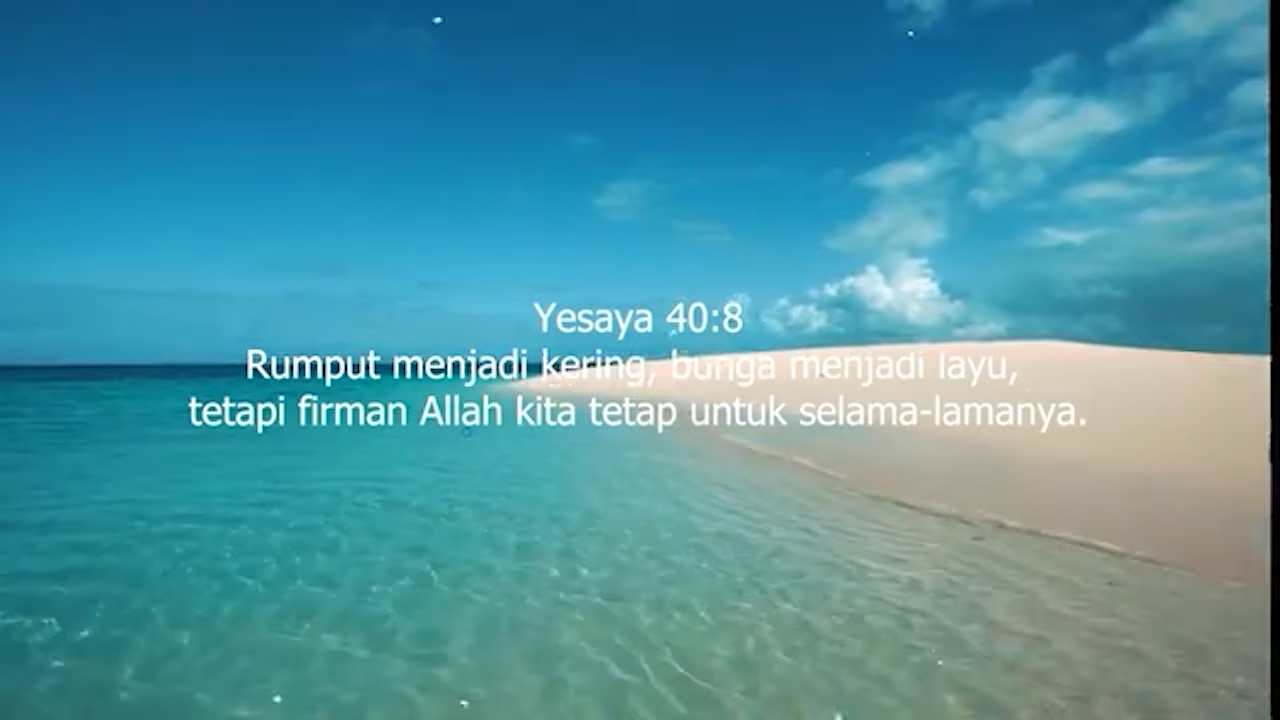 Yesaya 40:8
Rumput menjadi kering, bunga menjadi layu,
tetapi firman Allah kita tetap untuk selama-lamanya.